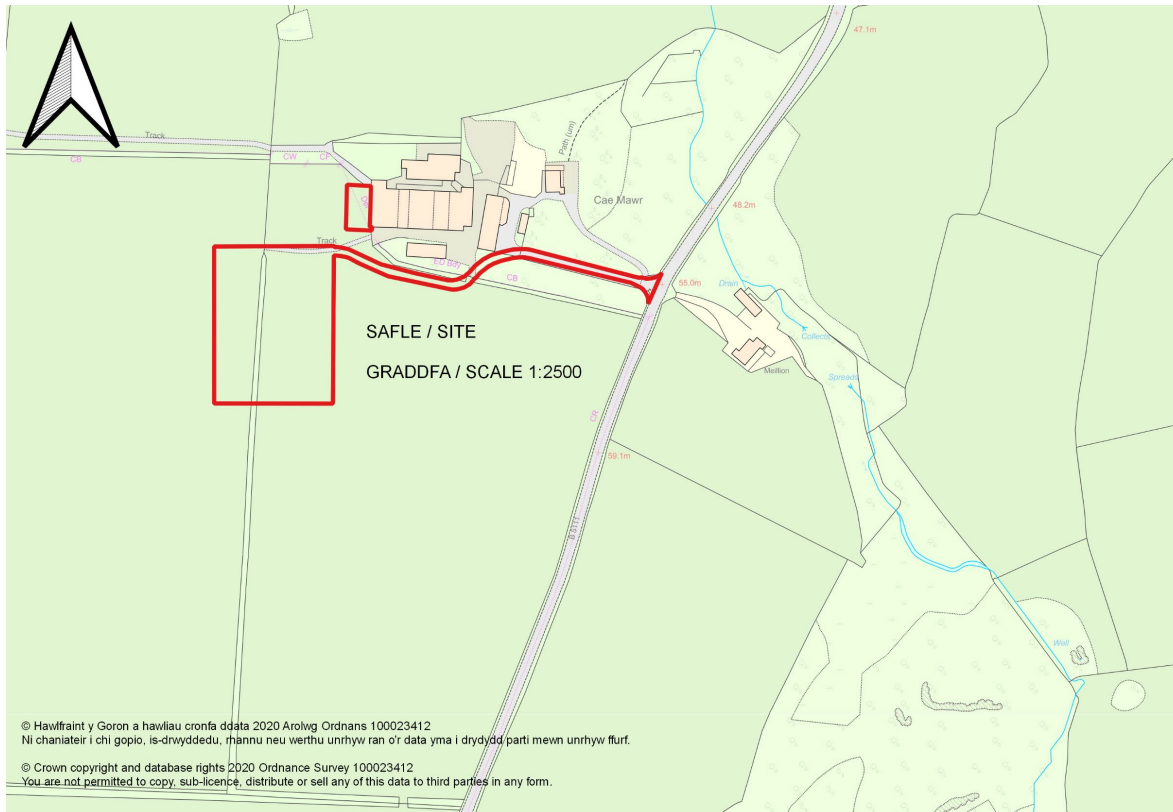 47.1m
Track
CB
CW
CF
Path (um)
Cae Mawr
48.2m
Def
Track
ED Bdy
CB
55.0m
Drain
SAFLE / SITE
Collects
GRADDFA / SCALE 1:2500
Meillion
Spreads
CR
59.1m
B 5111
Well
© Hawlfraint y Goron a hawliau cronfa ddata 2020 Arolwg Ordnans 100023412
Ni chaniateir i chi gopio, is-drwyddedu, rhannu neu werthu unrhyw ran o'r data yma i drydydd parti mewn unrhyw ffurf.
© Crown copyright and database rights 2020 Ordnance Survey 100023412
You are not permitted to copy, sub-licence, distribute or sell any of this data to third parties in any form.